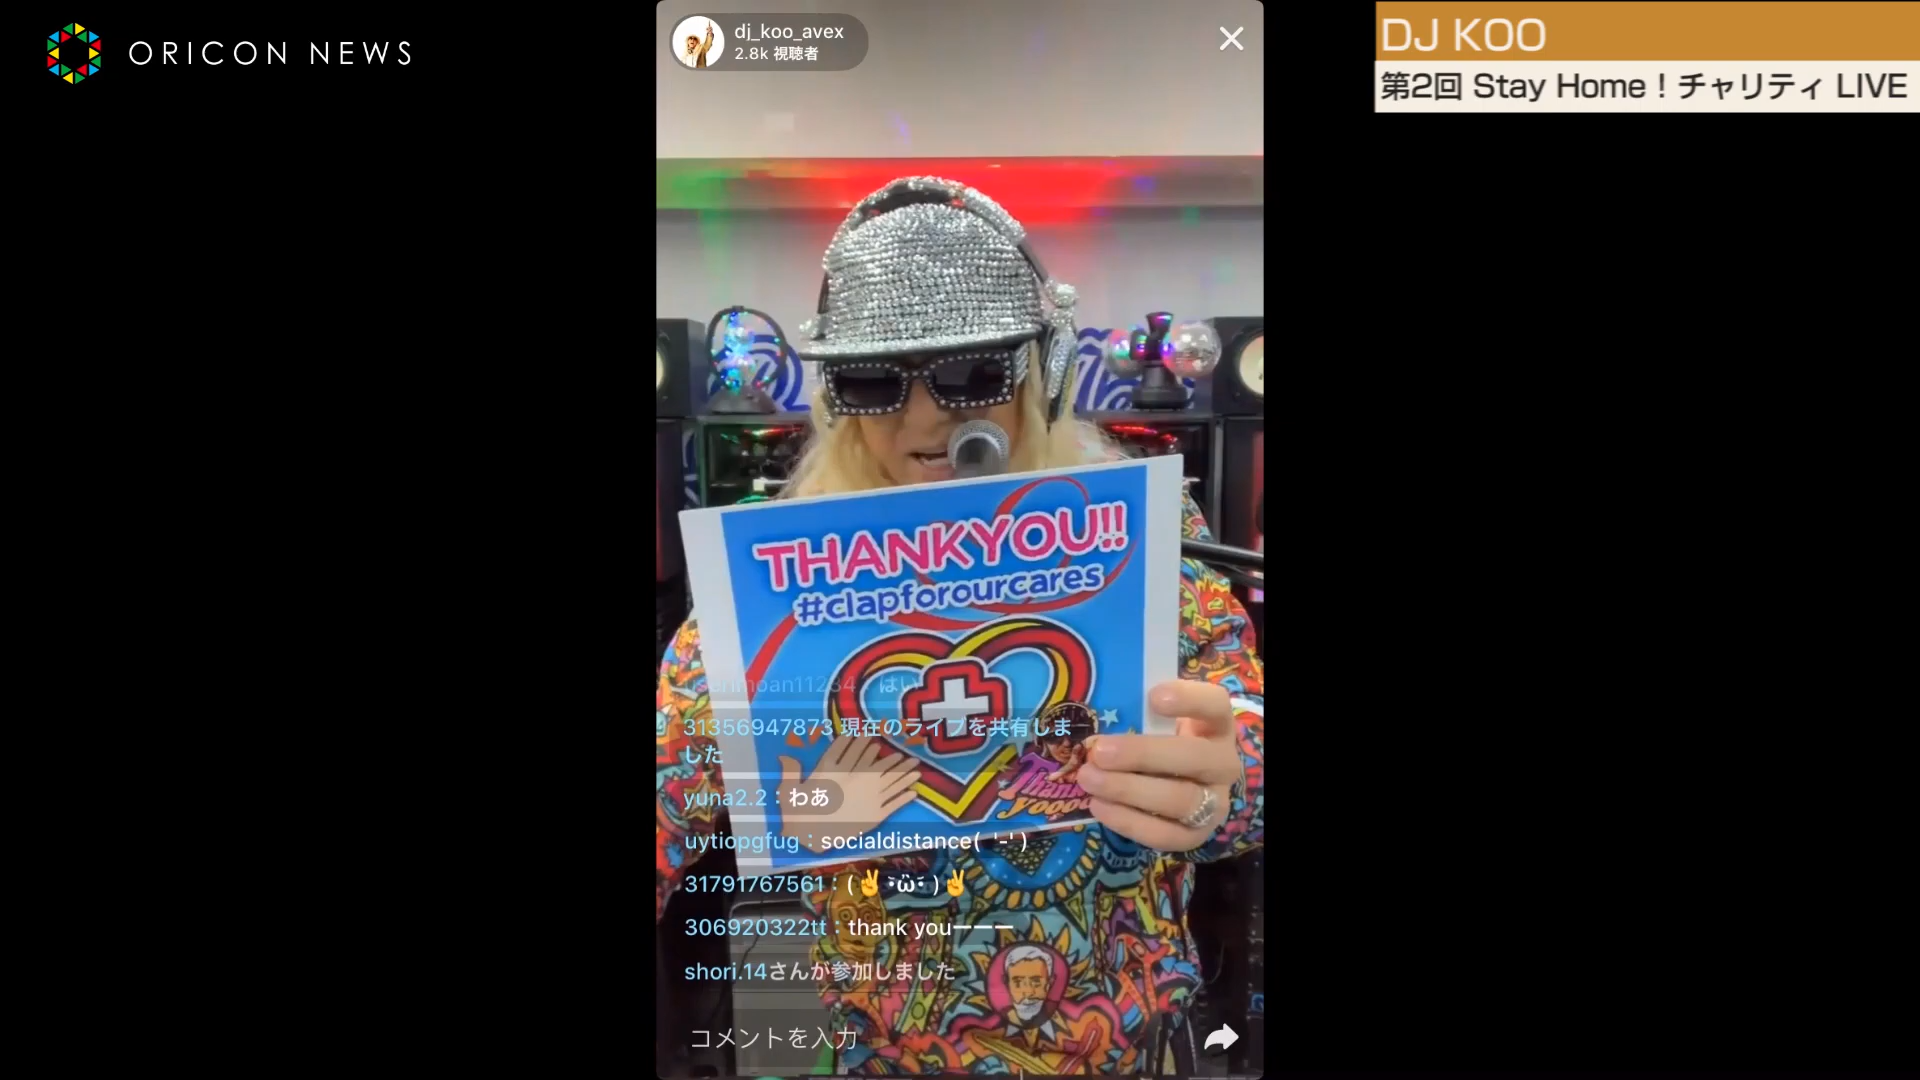 ORICON NEWS
dj_koo_avex
2.8k 視聴者
DJ KOO
第2回 Stay Home！チャリティ LIVE
THANKYOU!!
#clapforourcares
はい
31356947873 現在のライブを共有しま
した
yuna2.2：わあ
uytiopgfug：socialdistance( '-' )
31791767561：(✌️•̀ω•́)✌️
306920322tt：thank youーーー
shori.14さんが参加しました
コメントを入力